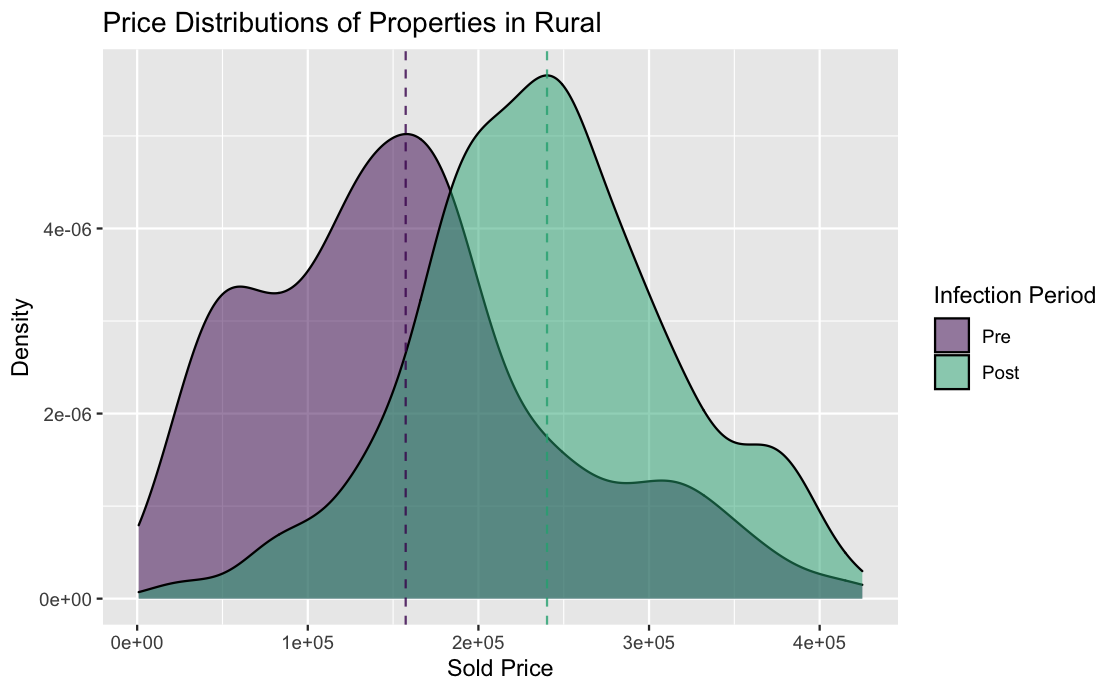 Price Distributions of Properties in Rural
Density
4e-06
2e-06
0e+00
0e+00 1e+05 2e+05 3e+05 4e+05
Sold Price
Infection Period
Pre
Post